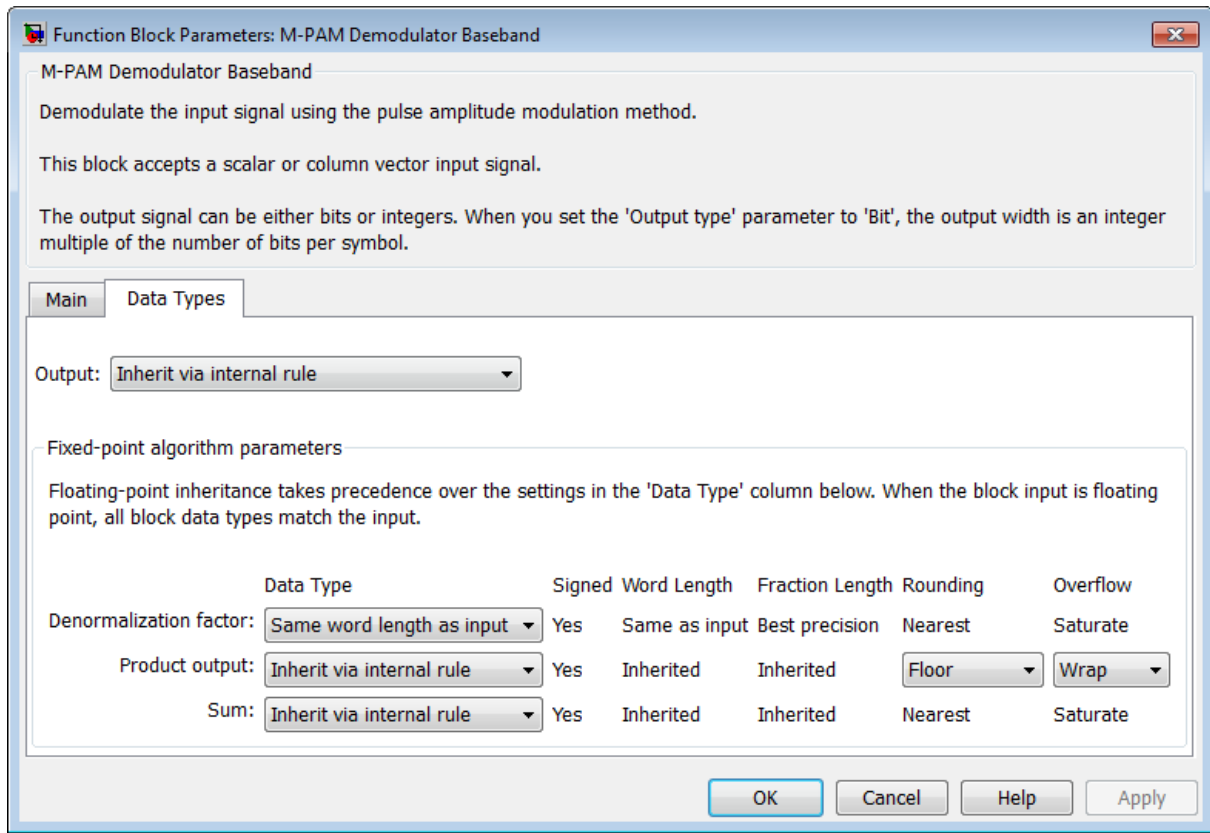 Function Block Parameters: M-PAM Demodulator Baseband
M-PAM Demodulator Baseband
Demodulate the input signal using the pulse amplitude modulation method.
This block accepts a scalar or column vector input signal.
The output signal can be either bits or integers. When you set the 'Output type' parameter to 'Bit', the output width is an integer
multiple of the number of bits per symbol.
Main Data Types
Output: Inherit via internal rule
Fixed-point algorithm parameters
Floating-point inheritance takes precedence over the settings in the 'Data Type' column below. When the block input is floating
point, all block data types match the input.
Data Type Signed Word Length Fraction Length Rounding Overflow
Denormalization factor: Same word length as input Yes Same as input Best precision Nearest Saturate
Product output: Inherit via internal rule Yes Inherited Inherited Floor Wrap
Sum: Inherit via internal rule Yes Inherited Inherited Nearest Saturate
OK Cancel Help Apply